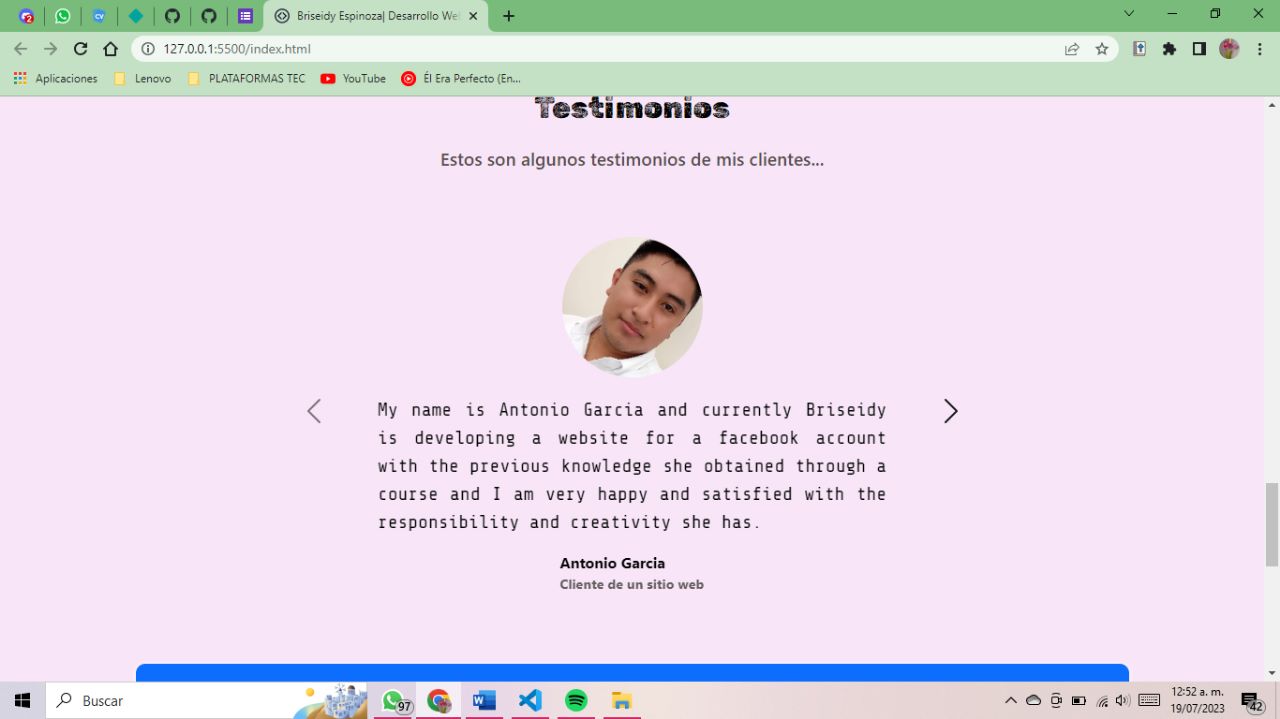 2
Briseidy Espinoza| Desarrollo We
127.0.0.1:5500/index.html
Aplicaciones
Lenovo
PLATAFORMAS TEC
YouTube
Él Era Perfecto (En...
Testimonios
Estos son algunos testimonios de mis clientes...
My name is Antonio Garcia and currently Briseidy
is developing a website for a facebook account
with the previous knowledge she obtained through a
course and I am very happy and satisfied with the
responsibility and creativity she has.
Antonio Garcia
Cliente de un sitio web
Buscar
97
12:52 a. m.
19/07/2023
42